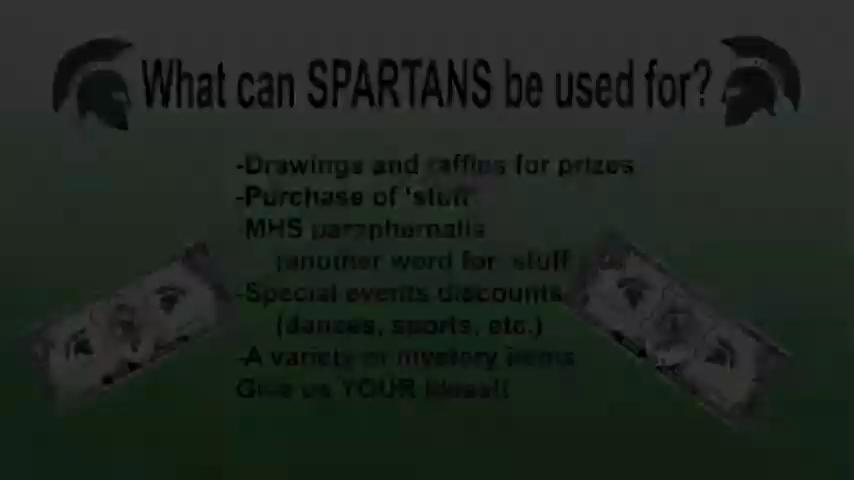 What can SPARTANS be used for?
-Drawings and raffles for prizes
-Purchase of 'stuff'
-MHS paraphernalia
(another word for 'stuff'
-Special events discounts
(dances, sports, etc.)
-A variety of mystery items
Give us YOUR ideas!!